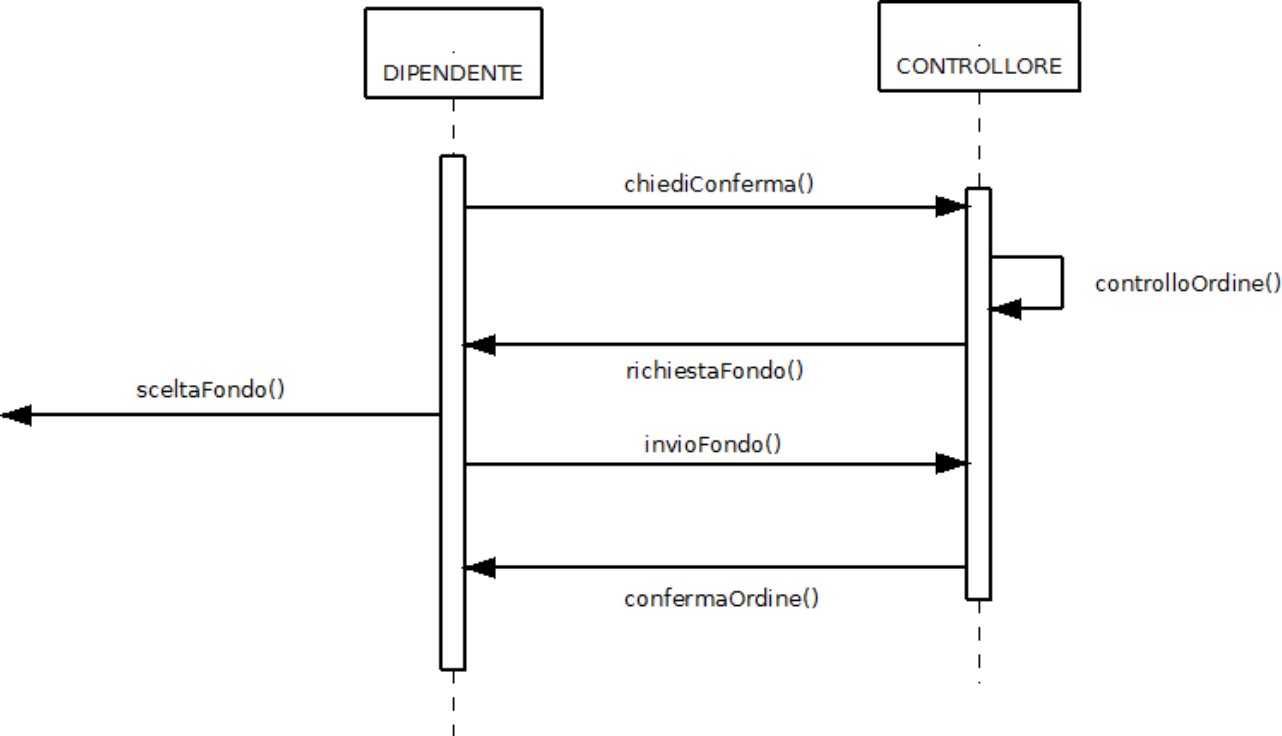 DIPENDENTE
CONTROLLORE
chiediConferma()
controlloOrdine()
richiestaFondo()
sceltaFondo()
invioFondo()
confermaOrdine()